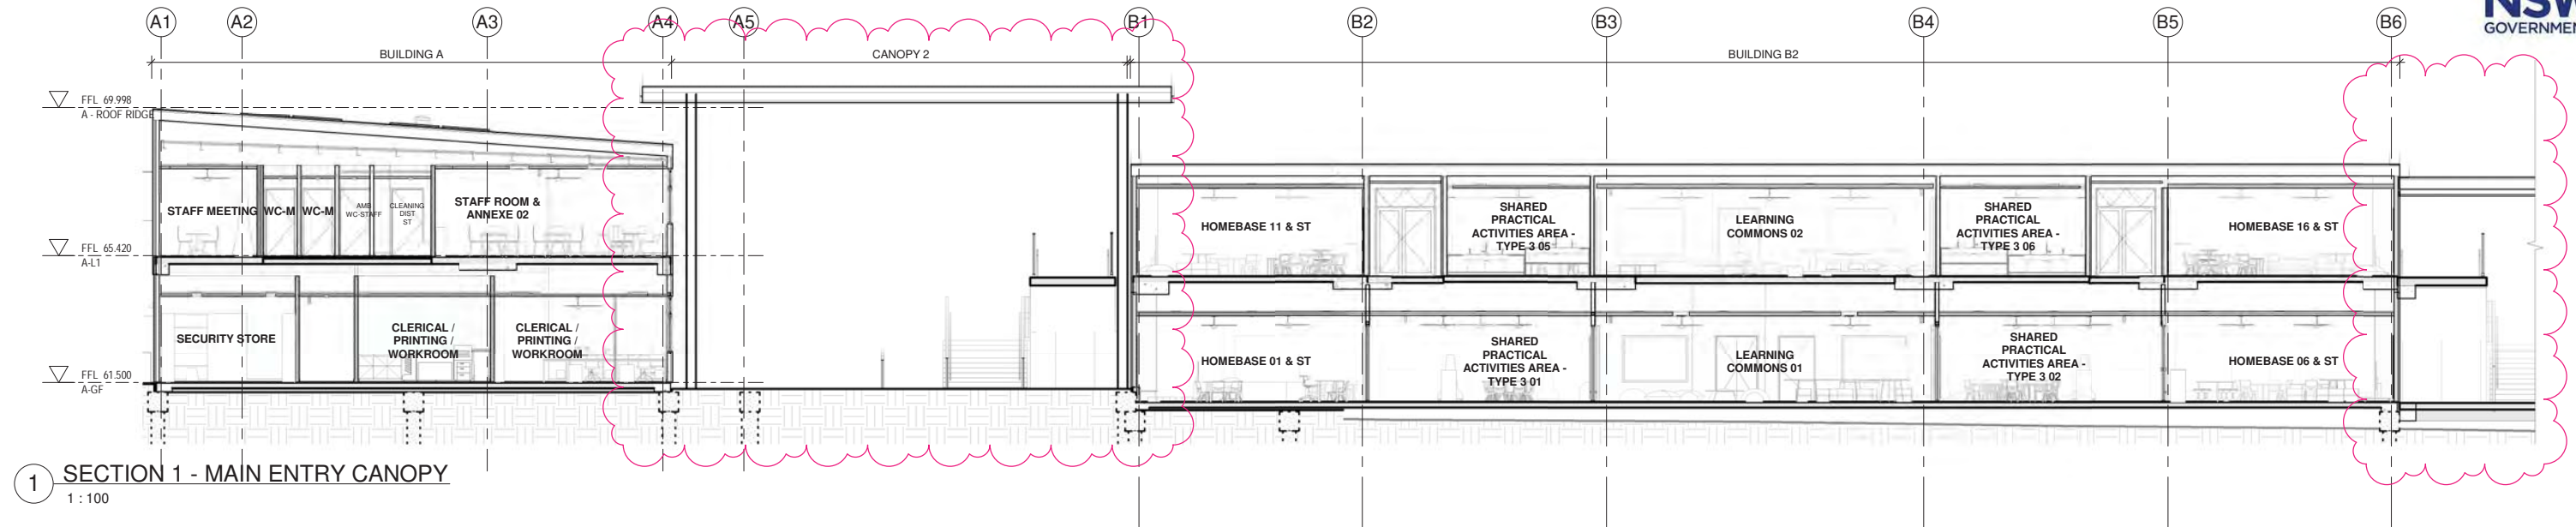 A1
A2
A3
A4
A5
B1
B2
B3
B4
B5
B6
NSW
GOVERNMEN
BUILDING A
CANOPY 2
BUILDING B2
FFL 69.998
A - ROOF RIDGE
FFL 65.420
A-L1
FFL 61.500
A-GF
STAFF MEETING
WC-M
WC-M
AMB
WC-STAFF
CLEANING
DIST
ST
STAFF ROOM &
ANNEXE 02
SECURITY STORE
CLERICAL /
PRINTING /
WORKROOM
CLERICAL /
PRINTING /
WORKROOM
HOMEBASE 11 & ST
SHARED
PRACTICAL
ACTIVITIES AREA -
TYPE 3 05
LEARNING
COMMONS 02
SHARED
PRACTICAL
ACTIVITIES AREA -
TYPE 3 06
HOMEBASE 16 & ST
HOMEBASE 01 & ST
SHARED
PRACTICAL
ACTIVITIES AREA -
TYPE 3 01
LEARNING
COMMONS 01
SHARED
PRACTICAL
ACTIVITIES AREA -
TYPE 3 02
HOMEBASE 06 & ST
1 SECTION 1 - MAIN ENTRY CANOPY
1 : 100